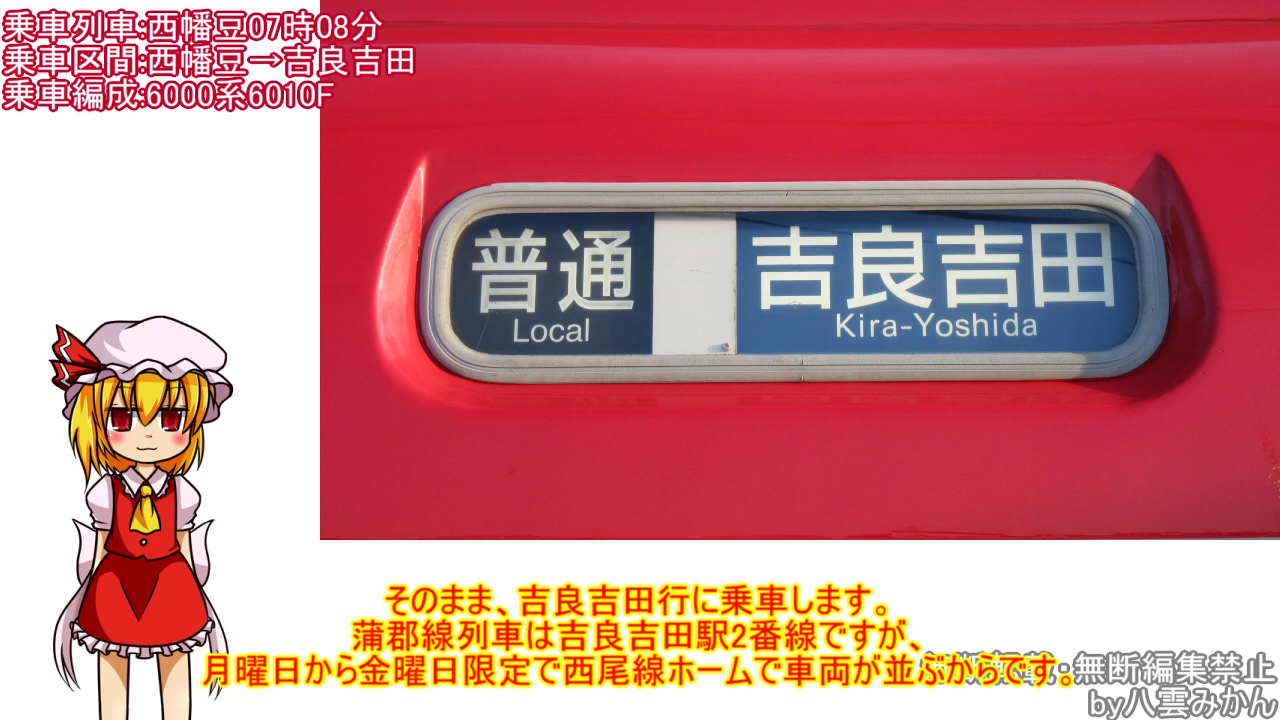 乗車列車:西幡豆07時08分
乗車区間:西幡豆→吉良吉田
乗車編成:6000系6010F
普通 吉良吉田
Local Kira-Yoshida
そのまま、吉良吉田行に乗車します。
蒲郡線列車は吉良吉田駅2番線ですが、
月曜日から金曜日限定で西尾線ホームで車両が並ぶからです。
・無断編集禁止
by八雲みかん